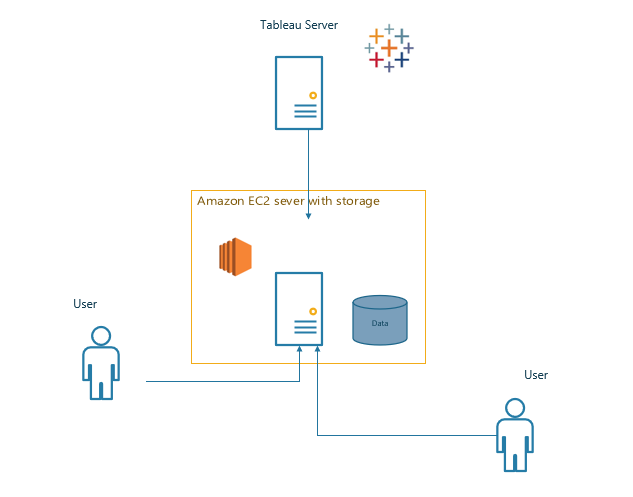 Tableau Server
Amazon EC2 sever with storage
Data
User
User